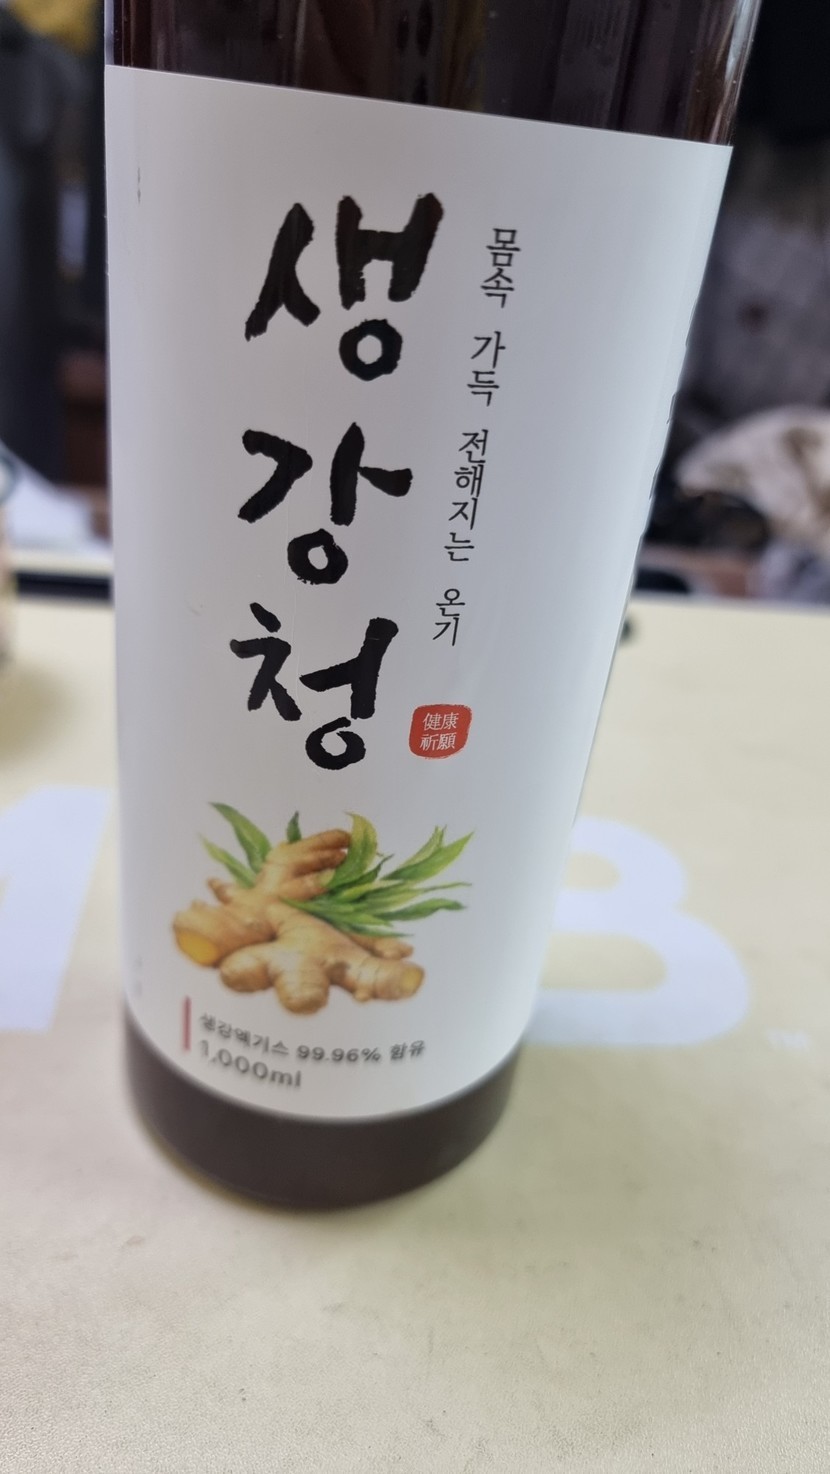 생강청
몸속 가득 전해지는 온기
健康
祈願
생강엑기스 99.96% 함유
1,000ml